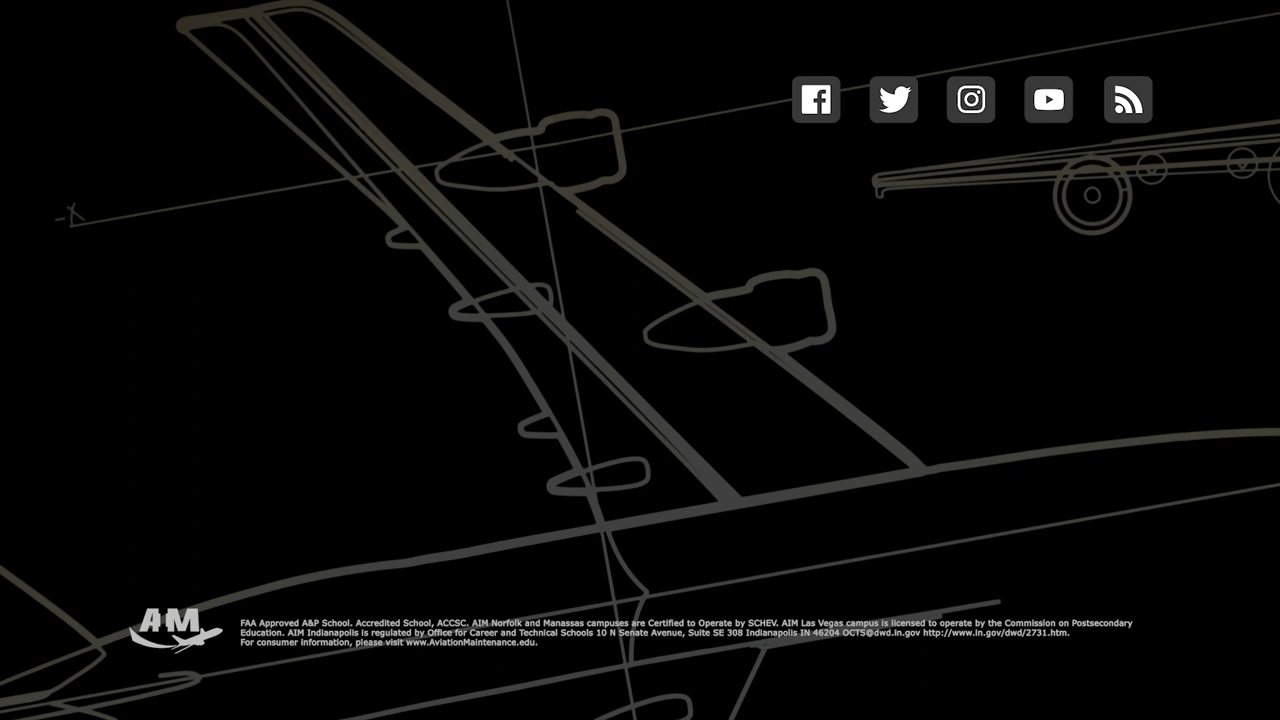 -X
AIM
FAA Approved A&P School. Accredited School, ACCSC. AIM Norfolk and Manassas campuses are Certified to Operate by SCHEV. AIM Las Vegas campus is licensed to operate by the Commission on Postsecondary
Education. AIM Indianapolis is regulated by Office for Career and Technical Schools 10 N Senate Avenue, Suite SE 308 Indianapolis IN 46204 OCTS@dwd.in.gov http://www.in.gov/dwd/2731.htm.
For consumer information, please visit www.AviationMaintenance.edu.